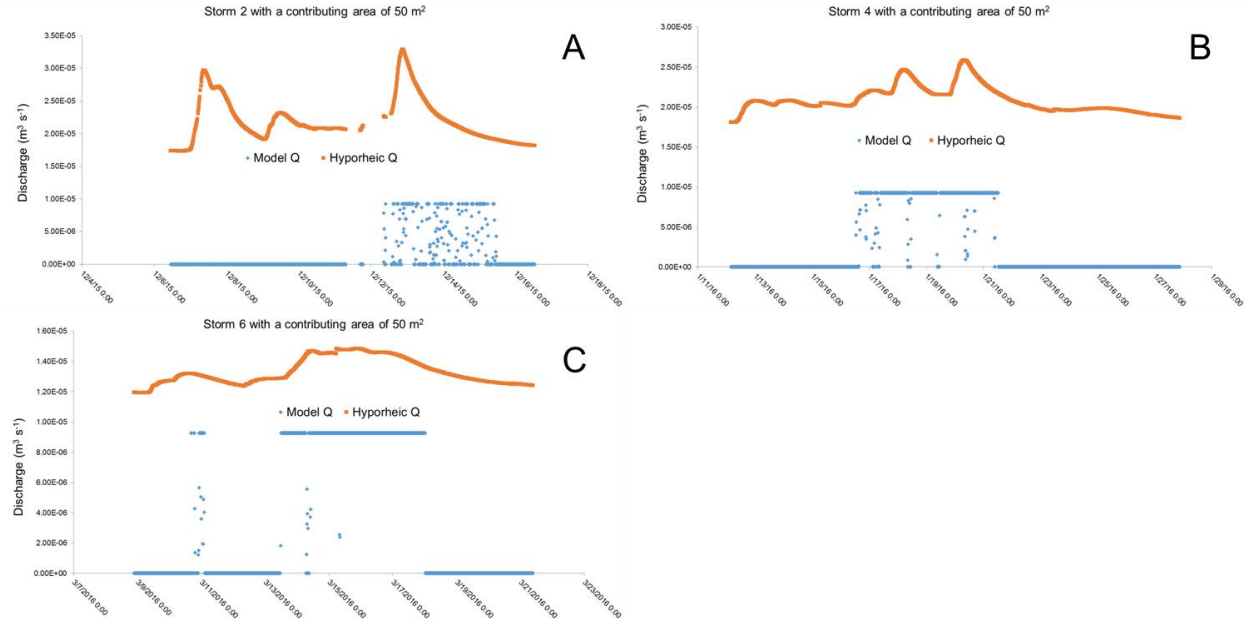 Storm 2 with a contributing area of 50 m²
A
3.50E-05
3.00E-05
2.50E-05
2.00E-05
1.50E-05
1.00E-05
5.00E-06
0.00E+00
Discharge (m³ s⁻¹)
Model Q Hyporheic Q
12/4/15 0:00
12/6/15 0:00
12/8/15 0:00
12/10/15 0:00
12/12/15 0:00
12/14/15 0:00
12/16/15 0:00
12/18/15 0:00
Storm 4 with a contributing area of 50 m²
B
3.00E-05
2.50E-05
2.00E-05
1.50E-05
1.00E-05
5.00E-06
0.00E+00
Discharge (m³ s⁻¹)
Model Q Hyporheic Q
1/11/16 0:00
1/13/16 0:00
1/15/16 0:00
1/17/16 0:00
1/19/16 0:00
1/21/16 0:00
1/23/16 0:00
1/25/16 0:00
1/27/16 0:00
1/29/16 0:00
Storm 6 with a contributing area of 50 m²
C
1.60E-05
1.40E-05
1.20E-05
1.00E-05
8.00E-06
6.00E-06
4.00E-06
2.00E-06
0.00E+00
Discharge (m³ s⁻¹)
Model Q Hyporheic Q
3/7/2016 0:00
3/9/2016 0:00
3/11/2016 0:00
3/13/2016 0:00
3/15/2016 0:00
3/17/2016 0:00
3/19/2016 0:00
3/21/2016 0:00
3/23/2016 0:00